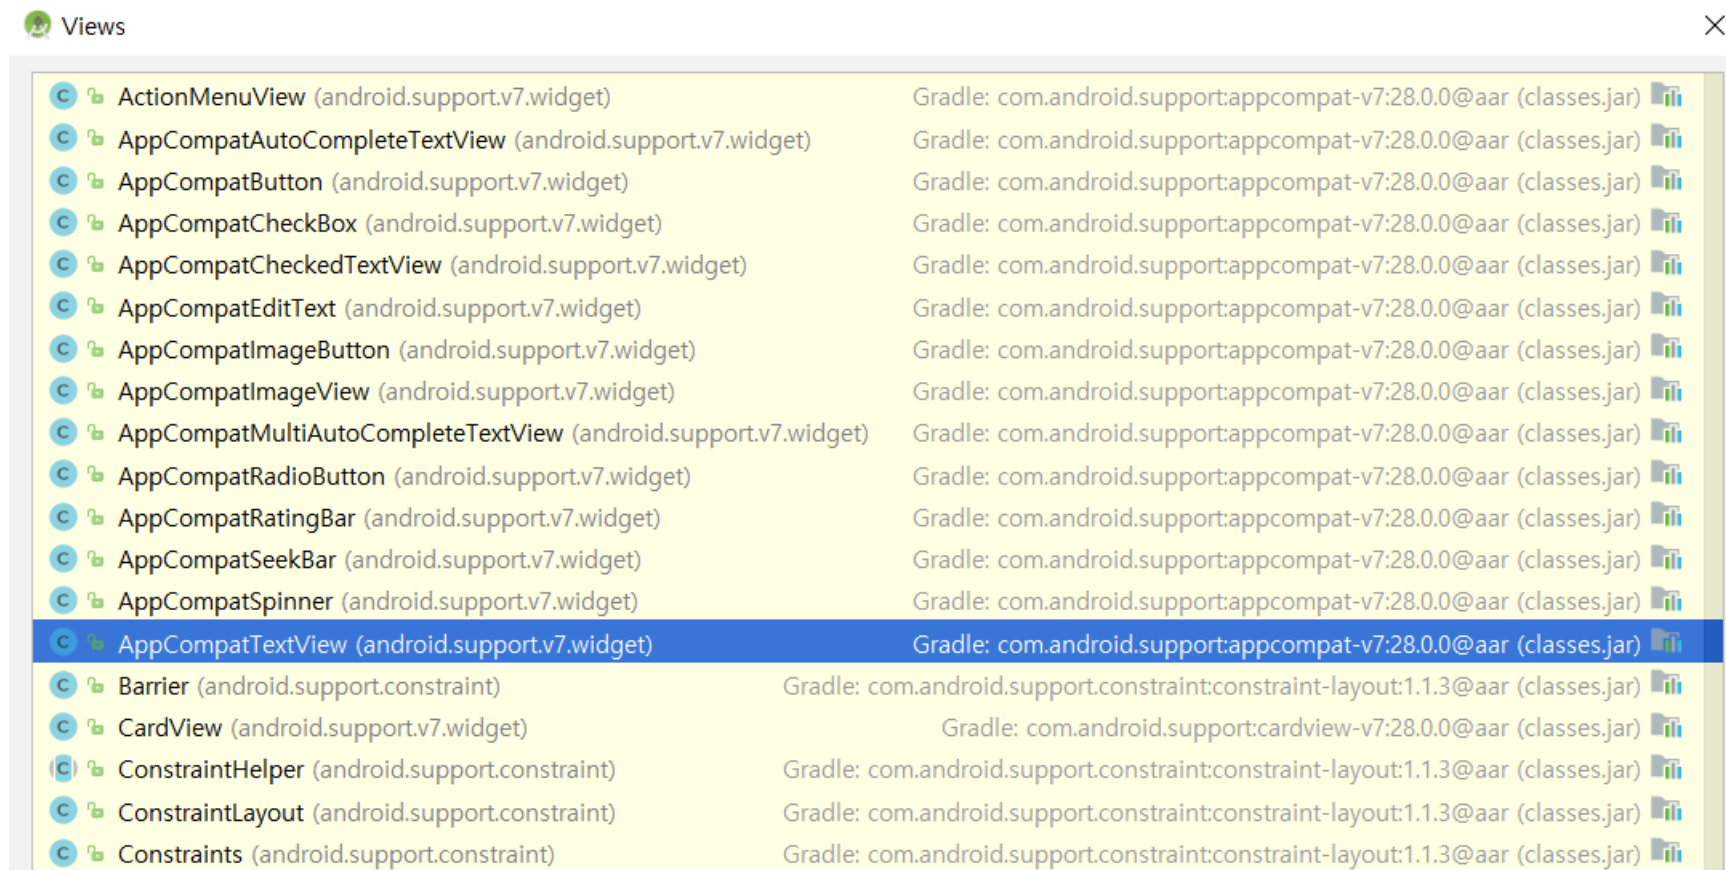 Views
ActionMenuView (android.support.v7.widget) Gradle: com.android.support:appcompat-v7:28.0.0@aar (classes.jar)
AppCompatAutoCompleteTextView (android.support.v7.widget) Gradle: com.android.support:appcompat-v7:28.0.0@aar (classes.jar)
AppCompatButton (android.support.v7.widget) Gradle: com.android.support:appcompat-v7:28.0.0@aar (classes.jar)
AppCompatCheckBox (android.support.v7.widget) Gradle: com.android.support:appcompat-v7:28.0.0@aar (classes.jar)
AppCompatCheckedTextView (android.support.v7.widget) Gradle: com.android.support:appcompat-v7:28.0.0@aar (classes.jar)
AppCompatEditText (android.support.v7.widget) Gradle: com.android.support:appcompat-v7:28.0.0@aar (classes.jar)
AppCompatImageButton (android.support.v7.widget) Gradle: com.android.support:appcompat-v7:28.0.0@aar (classes.jar)
AppCompatImageView (android.support.v7.widget) Gradle: com.android.support:appcompat-v7:28.0.0@aar (classes.jar)
AppCompatMultiAutoCompleteTextView (android.support.v7.widget) Gradle: com.android.support:appcompat-v7:28.0.0@aar (classes.jar)
AppCompatRadioButton (android.support.v7.widget) Gradle: com.android.support:appcompat-v7:28.0.0@aar (classes.jar)
AppCompatRatingBar (android.support.v7.widget) Gradle: com.android.support:appcompat-v7:28.0.0@aar (classes.jar)
AppCompatSeekBar (android.support.v7.widget) Gradle: com.android.support:appcompat-v7:28.0.0@aar (classes.jar)
AppCompatSpinner (android.support.v7.widget) Gradle: com.android.support:appcompat-v7:28.0.0@aar (classes.jar)
AppCompatTextView (android.support.v7.widget) Gradle: com.android.support:appcompat-v7:28.0.0@aar (classes.jar)
Barrier (android.support.constraint) Gradle: com.android.support.constraint:constraint-layout:1.1.3@aar (classes.jar)
CardView (android.support.v7.widget) Gradle: com.android.support:cardview-v7:28.0.0@aar (classes.jar)
ConstraintHelper (android.support.constraint) Gradle: com.android.support.constraint:constraint-layout:1.1.3@aar (classes.jar)
ConstraintLayout (android.support.constraint) Gradle: com.android.support.constraint:constraint-layout:1.1.3@aar (classes.jar)
Constraints (android.support.constraint) Gradle: com.android.support.constraint:constraint-layout:1.1.3@aar (classes.jar)